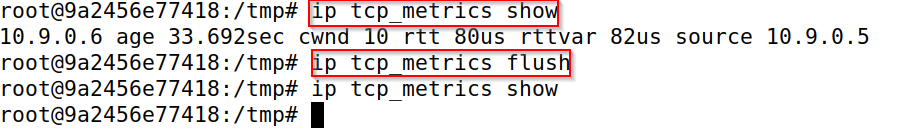 root@9a2456e77418:/tmp# ip tcp_metrics show
10.9.0.6 age 33.692sec cwnd 10 rtt 80us rttvar 82us source 10.9.0.5
root@9a2456e77418:/tmp# ip tcp_metrics flush
root@9a2456e77418:/tmp# ip tcp_metrics show
root@9a2456e77418:/tmp#